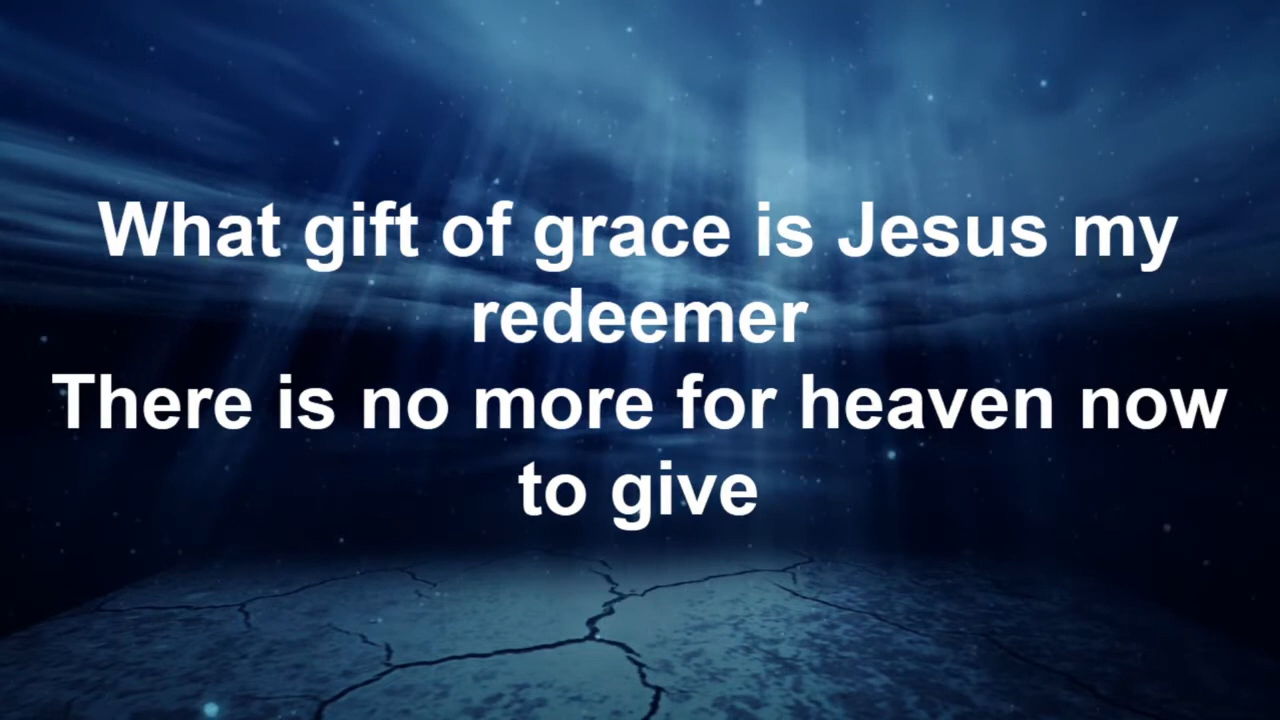 What gift of grace is Jesus my
redeemer
There is no more for heaven now
to give